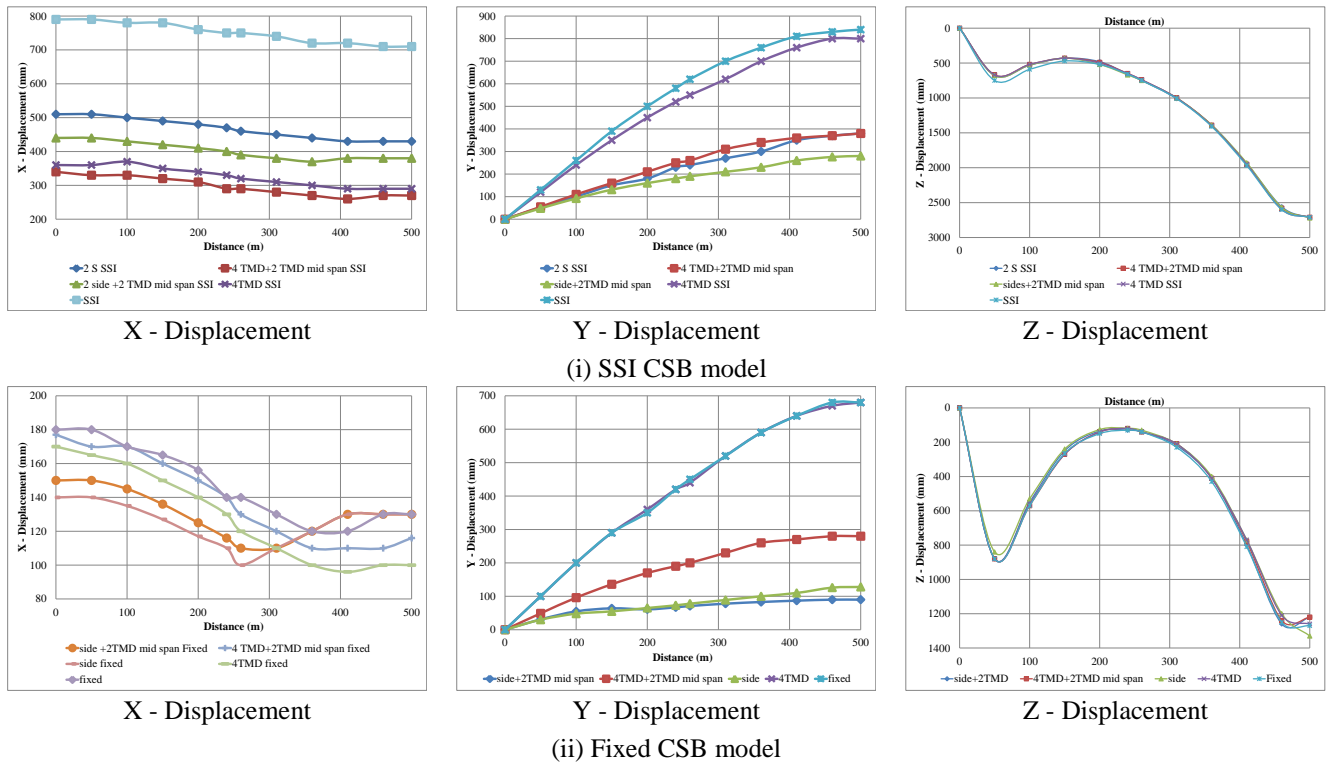 X - Displacement (mm)
800
700
600
500
400
300
200
0 100 200 300 400 500
Distance (m)
2 S SSI
4 TMD+2 TMD mid span SSI
2 side +2 TMD mid span SSI
4TMD SSI
SSI
X - Displacement
Y - Displacement (mm)
900
800
700
600
500
400
300
200
100
0
0 100 200 300 400 500
Distance (m)
2 S SSI
4 TMD+2TMD mid span
side+2TMD mid span
4TMD SSI
SSI
Y - Displacement
Distance (m)
0 100 200 300 400 500
Z - Displacement (mm)
0
500
1000
1500
2000
2500
3000
2 S SSI
4 TMD+2TMD mid span
sides+2TMD mid span
4 TMD SSI
SSI
Z - Displacement
(i) SSI CSB model
X - Displacement (mm)
200
180
160
140
120
100
80
0 100 200 300 400 500
Distance (m)
side +2TMD mid span Fixed
4 TMD+2TMD mid span fixed
side fixed
4TMD fixed
fixed
X - Displacement
Y - Displacement (mm)
700
600
500
400
300
200
100
0
0 100 200 300 400 500
Distance (m)
side+2TMD mid span
4TMD+2TMD mid span
side
4TMD
fixed
Y - Displacement
Distance (m)
0 100 200 300 400 500
Z - Displacement (mm)
0
200
400
600
800
1000
1200
1400
side+2TMD
4TMD+2TMD mid span
side
4TMD
Fixed
Z - Displacement
(ii) Fixed CSB model